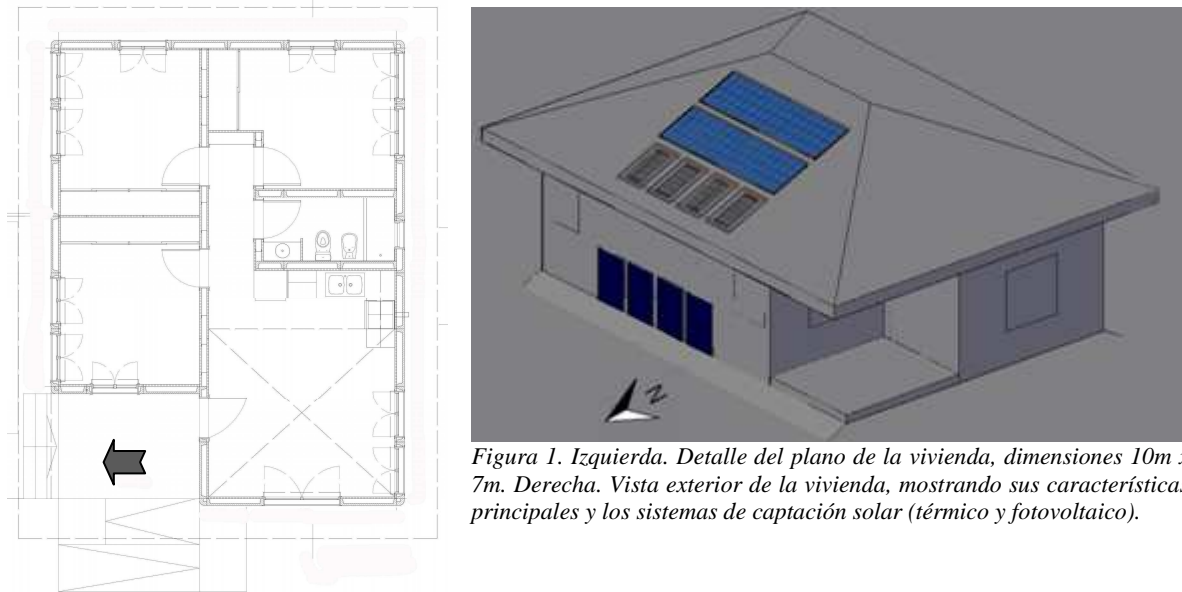 N
Figura 1. Izquierda. Detalle del plano de la vivienda, dimensiones 10m x
7m. Derecha. Vista exterior de la vivienda, mostrando sus característica
principales y los sistemas de captación solar (térmico y fotovoltaico).